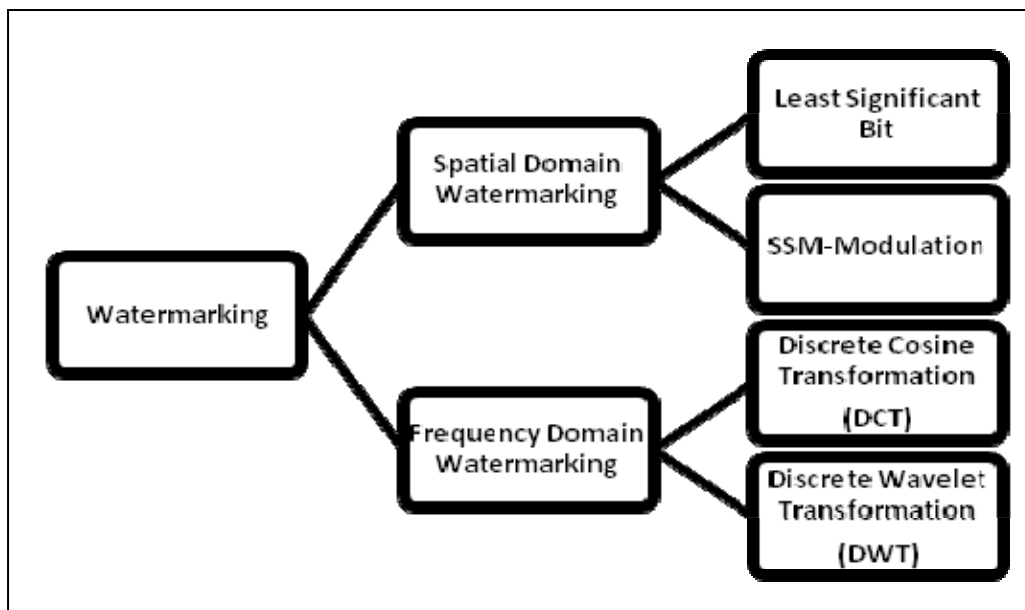 Watermarking
Spatial Domain
Watermarking
Least Significant
Bit
SSM-Modulation
Frequency Domain
Watermarking
Discrete Cosine
Transformation
(DCT)
Discrete Wavelet
Transformation
(DWT)